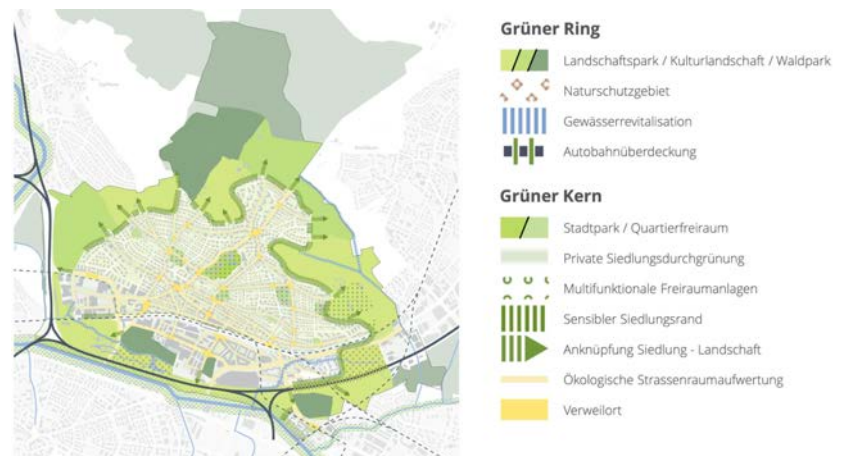 Grüner Ring
Landschaftspark / Kulturlandschaft / Waldpark
Naturschutzgebiet
Gewässerrevitalisation
Autobahnüberdeckung
Grüner Kern
Stadtpark / Quartierfreiraum
Private Siedlungsdurchgrünung
Multifunktionale Freiraumanlagen
Sensibler Siedlungsrand
Anknüpfung Siedlung - Landschaft
Ökologische Strassenraumaufwertung
Verweilort